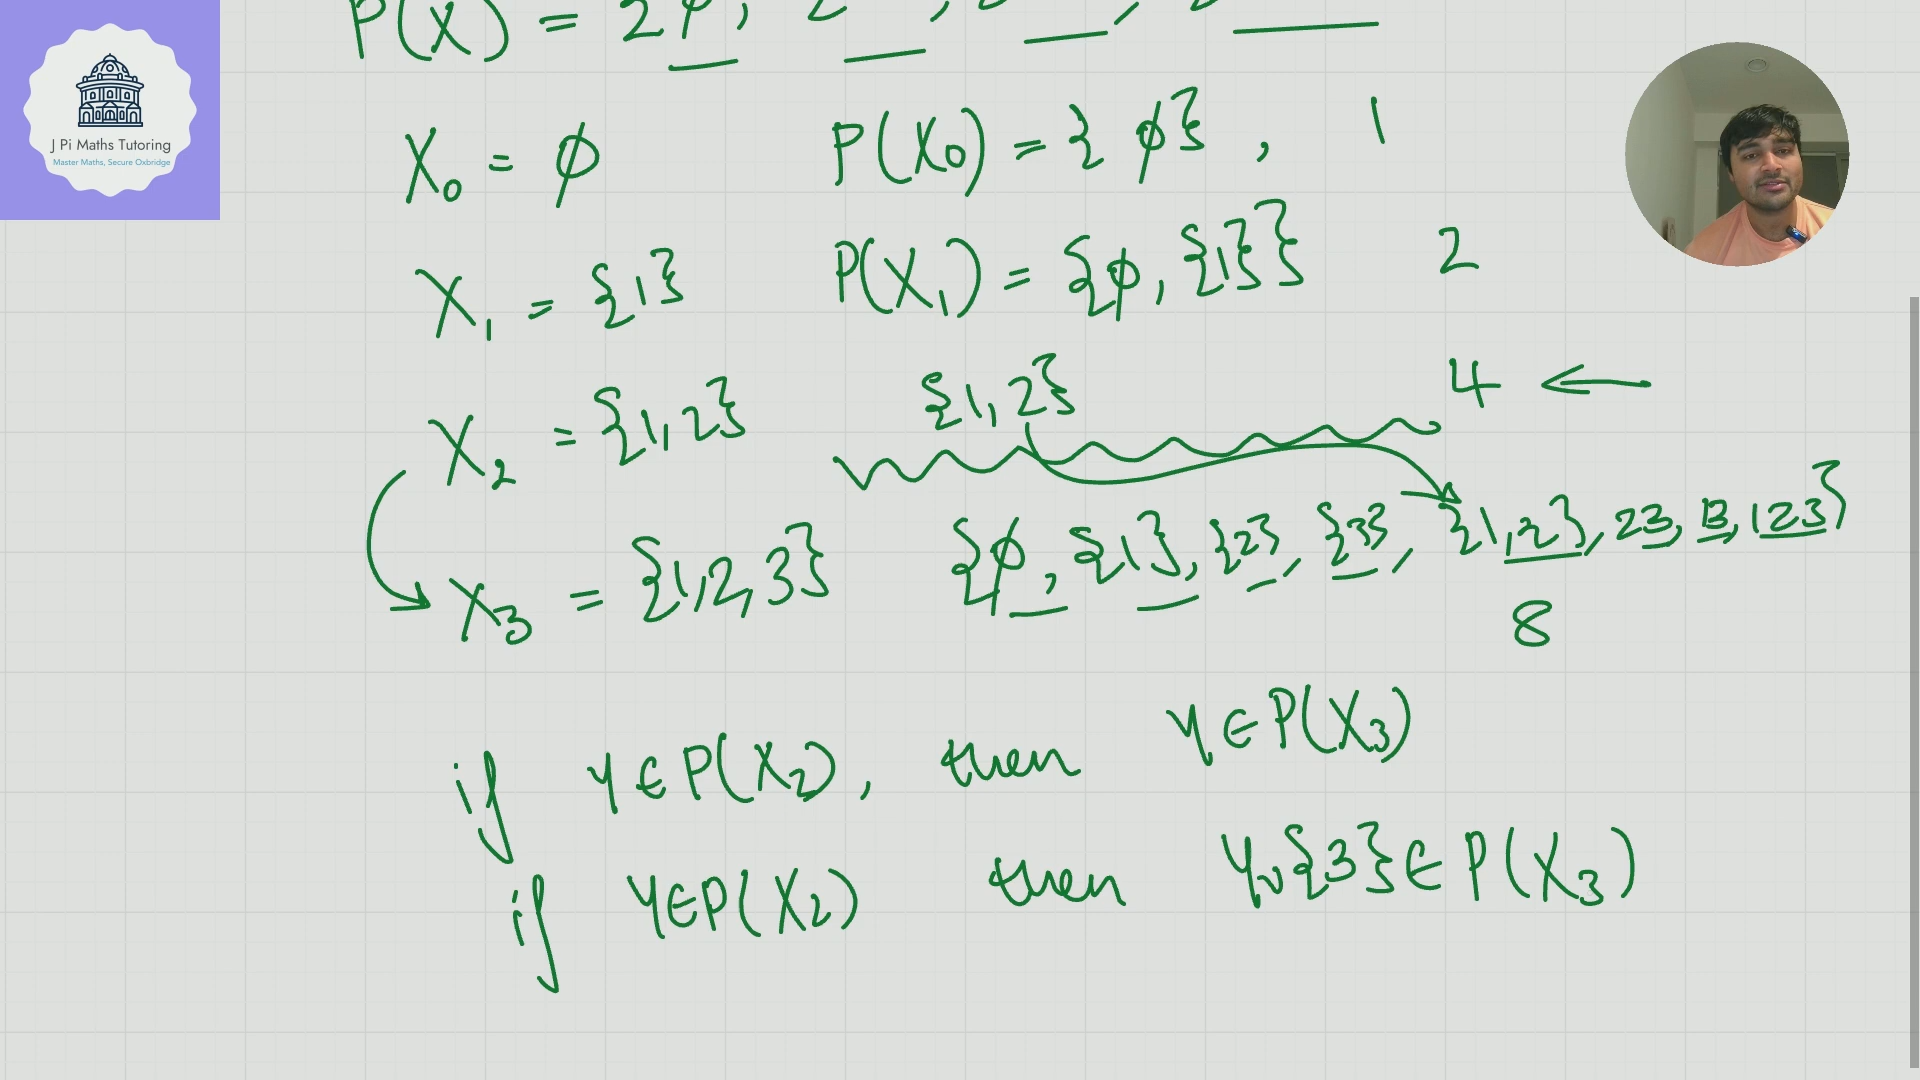 J Pi Maths Tutoring
Master Maths, Secure Oxbridge
P(X) = {φ,
X₀ = φ P(X₀) = {φ}, 1
X₁ = {1} P(X₁) = {φ, {1}} 2
X₂ = {1,2} {1,2} 4 ←
X₃ = {1,2,3} {φ, {1}, {2}, {3}, {1,2}, 23, 13, 123}
8
if Y∈P(X₂), then Y∈P(X₃)
if Y∈P(X₂) then Y∪{3}∈P(X₃)